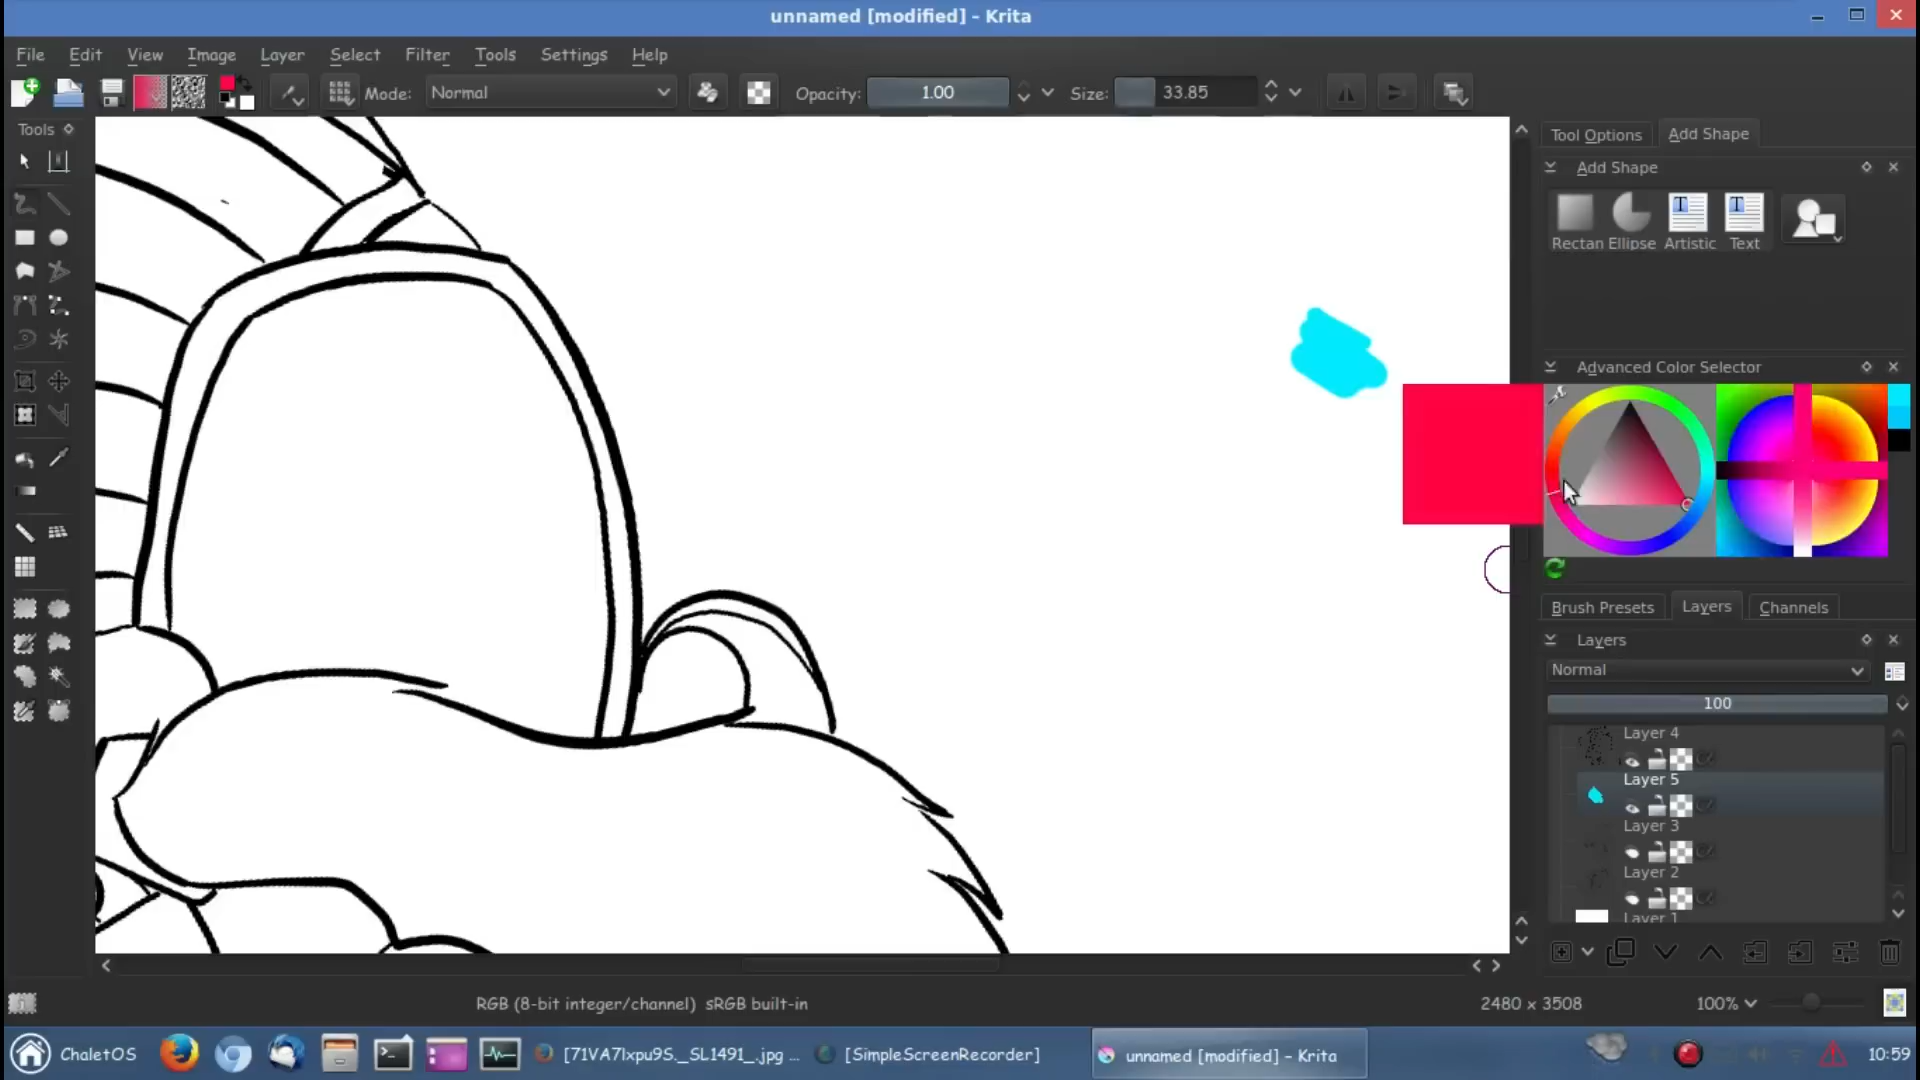 unnamed [modified] – Krita
File Edit View Image Layer Select Filter Tools Settings Help
Mode: Normal Opacity: 1.00 Size: 33.85
Tools
Tool Options Add Shape
Add Shape
Rectan Ellipse Artistic Text
Advanced Color Selector
Brush Presets Layers Channels
Layers
Normal
100
Layer 4
Layer 5
Layer 3
Layer 2
Layer 1
RGB (8-bit integer/channel) sRGB built-in 2480 x 3508 100%
ChaletOS [71VA7lxpu9S._SL1491_.jpg ... [SimpleScreenRecorder] unnamed [modified] – Krita 10:59